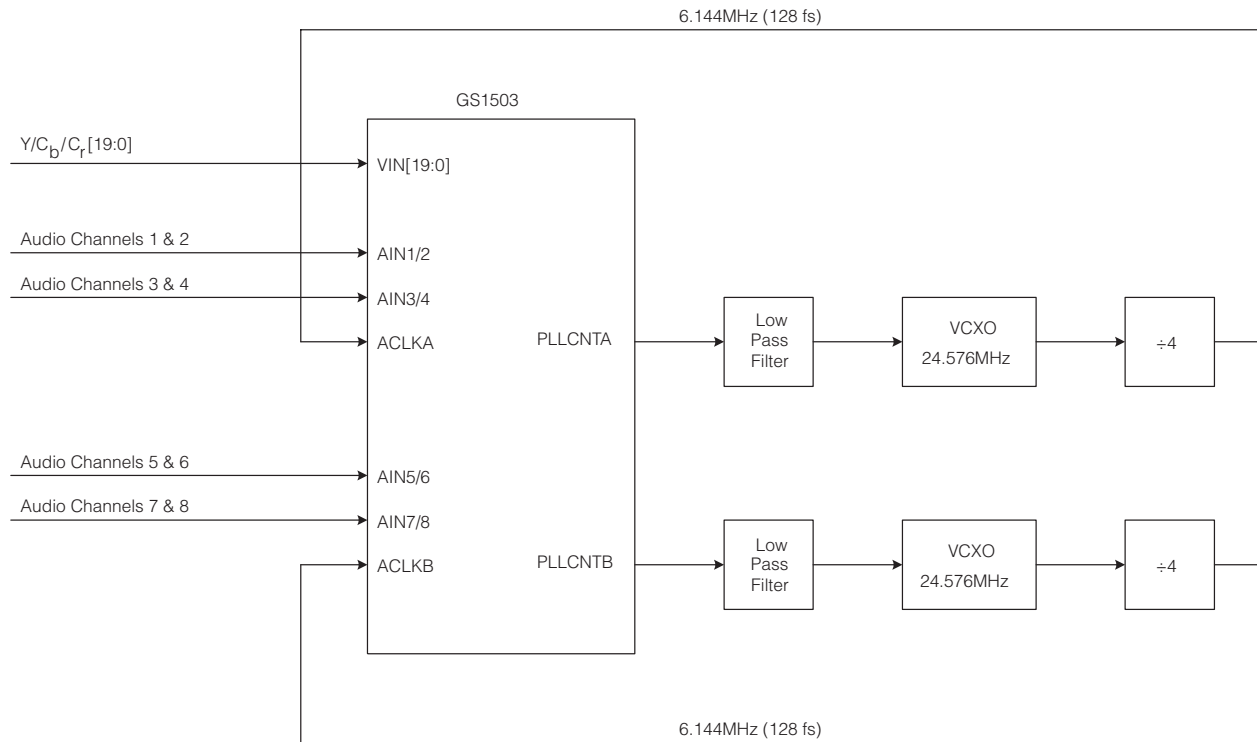 6.144MHz (128 fs)
GS1503
Y/Cb/Cr[19:0]
VIN[19:0]
Audio Channels 1 & 2
AIN1/2
Audio Channels 3 & 4
AIN3/4
ACLKA
PLLCNTA
Low
Pass
Filter
VCXO
24.576MHz
÷4
Audio Channels 5 & 6
AIN5/6
Audio Channels 7 & 8
AIN7/8
ACLKB
PLLCNTB
Low
Pass
Filter
VCXO
24.576MHz
÷4
6.144MHz (128 fs)